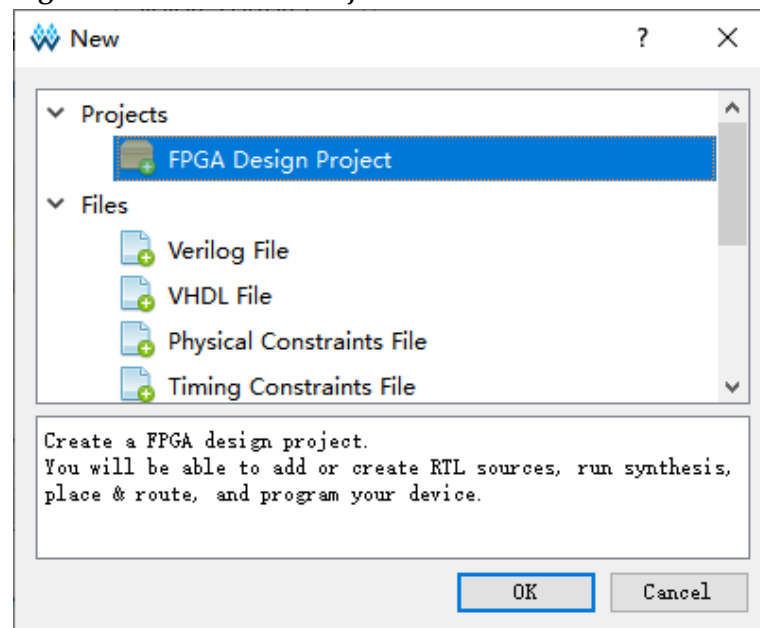 New
?
Projects
FPGA Design Project
Files
Verilog File
VHDL File
Physical Constraints File
Timing Constraints File
Create a FPGA design project.
You will be able to add or create RTL sources, run synthesis,
place & route, and program your device.
OK Cancel